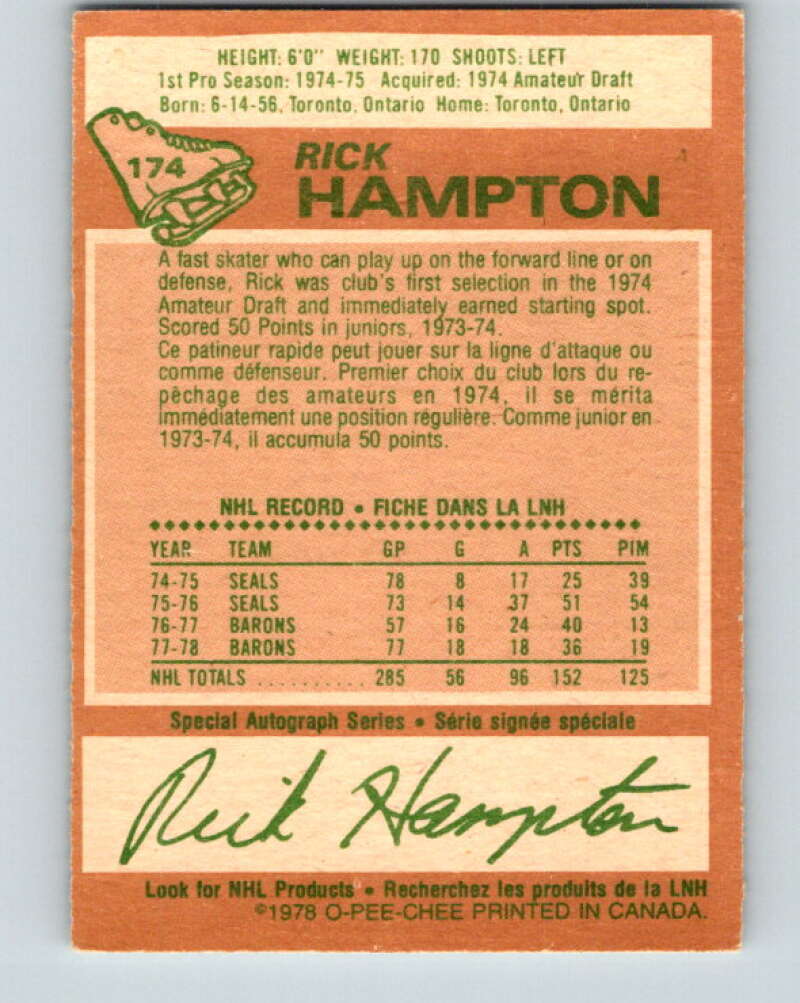 HEIGHT: 6'0" WEIGHT: 170 SHOOTS: LEFT
1st Pro Season: 1974-75 Acquired: 1974 Amateur Draft
Born: 6-14-56, Toronto, Ontario Home: Toronto, Ontario
174
RICK
HAMPTON
A fast skater who can play up on the forward line or on
defense, Rick was club's first selection in the 1974
Amateur Draft and immediately earned starting spot.
Scored 50 Points in juniors, 1973-74.
Ce patineur rapide peut jouer sur la ligne d'attaque ou
comme défenseur. Premier choix du club lors du re-
pêchage des amateurs en 1974, il se mérita
immédiatement une position régulière. Comme junior en
1973-74, il accumula 50 points.
NHL RECORD • FICHE DANS LA LNH
YEAR TEAM GP G A PTS PIM
74-75 SEALS 78 8 17 25 39
75-76 SEALS 73 14 37 51 54
76-77 BARONS 57 16 24 40 13
77-78 BARONS 77 18 18 36 19
NHL TOTALS .......... 285 56 96 152 125
Special Autograph Series • Série signée spéciale
Rick Hampton
Look for NHL Products • Recherchez les produits de la LNH
©1978 O-PEE-CHEE PRINTED IN CANADA.